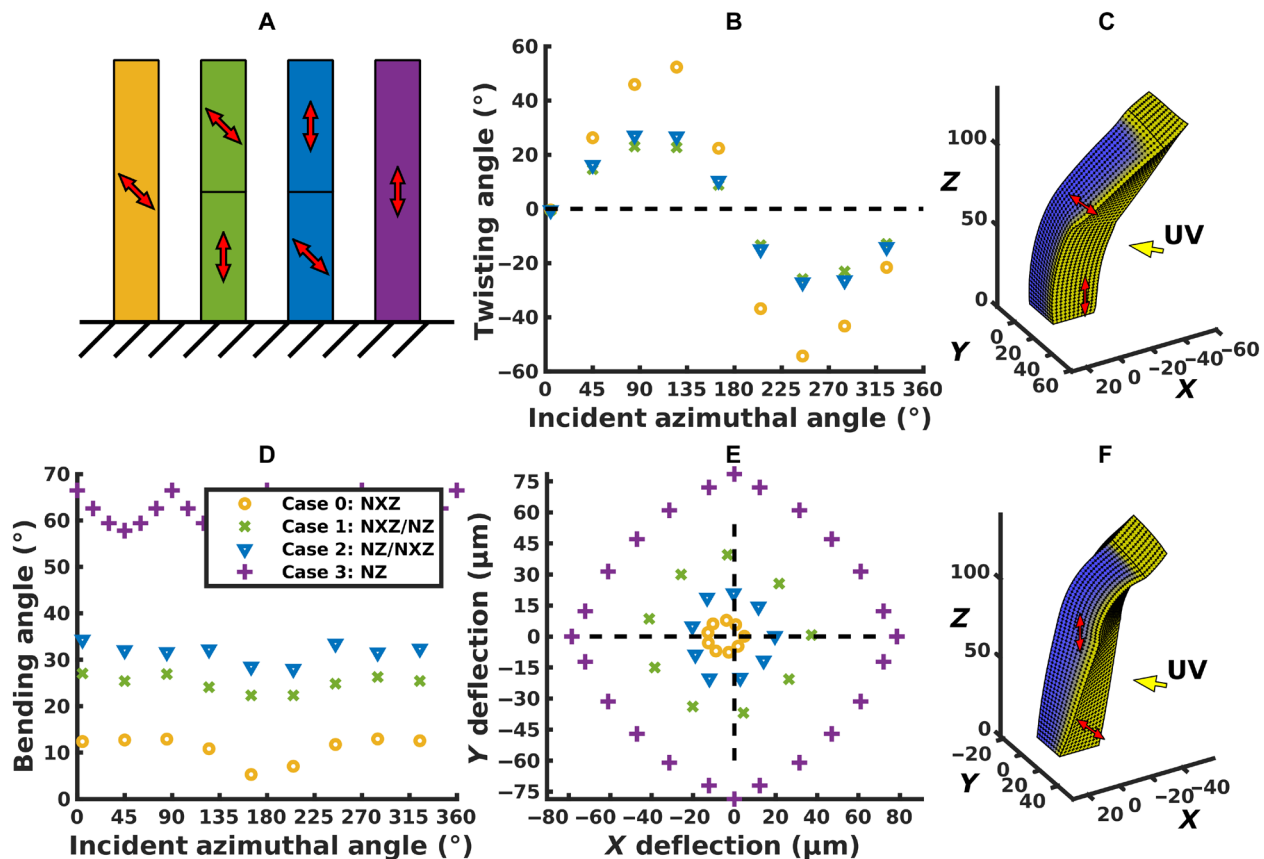 A
B
C
60
40
20
0
−20
−40
−60
0 45 90 135 180 225 270 315 360
Twisting angle (°)
Incident azimuthal angle (°)
100
50
0
Z
UV
0
20
40
60
Y
20 0 −20 −40 −60
X
D
E
F
70
60
50
40
30
20
10
0
0 45 90 135 180 225 270 315 360
Bending angle (°)
Incident azimuthal angle (°)
Case 0: NXZ
Case 1: NXZ/NZ
Case 2: NZ/NXZ
Case 3: NZ
75
60
45
30
15
0
−15
−30
−45
−60
−75
−80 −60 −40 −20 0 20 40 60 80
Y deflection (µm)
X deflection (µm)
100
50
0
Z
UV
−20
0
20
40
Y
20 0 −20 −40
X